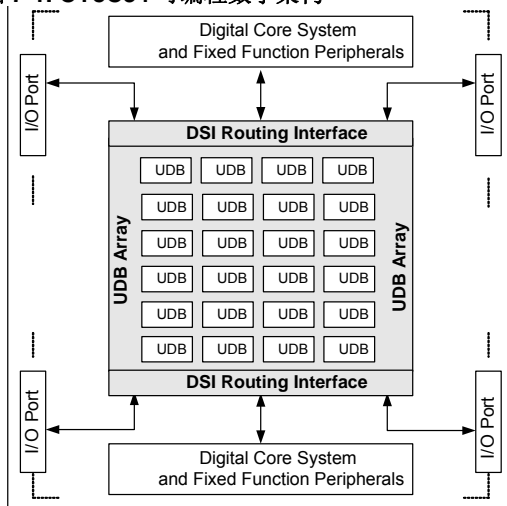 Digital Core System
and Fixed Function Peripherals
I/O Port
I/O Port
DSI Routing Interface
UDB UDB UDB UDB
UDB UDB UDB UDB
UDB UDB UDB UDB
UDB UDB UDB UDB
UDB UDB UDB UDB
UDB UDB UDB UDB
UDB Array
UDB Array
DSI Routing Interface
I/O Port
I/O Port
Digital Core System
and Fixed Function Peripherals